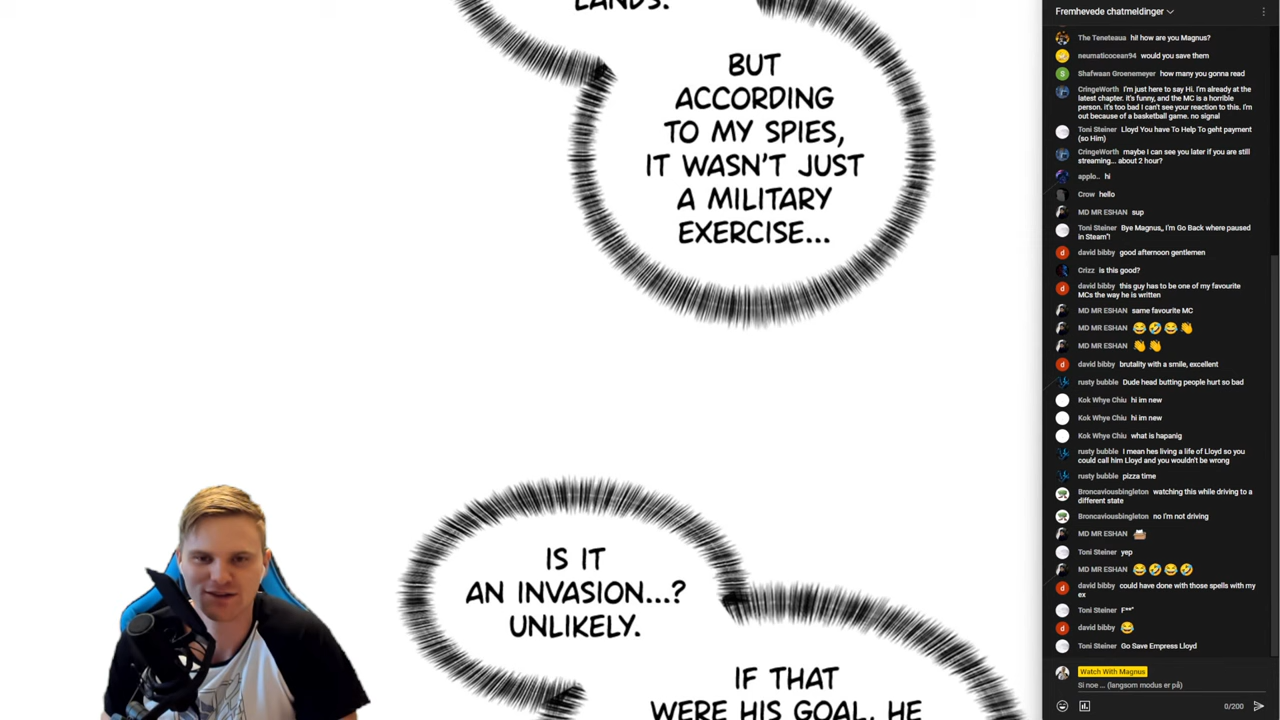 LANDS.
BUT
ACCORDING
TO MY SPIES,
IT WASN'T JUST
A MILITARY
EXERCISE...
IS IT
AN INVASION...?
UNLIKELY.
IF THAT
WERE HIS GOAL, HE
Fremhevede chatmeldinger
The Teneteaua hi! how are you Magnus?
neumaticocean94 would you save them
Shafwaan Groenemeyer how many you gonna read
CringeWorth I'm just here to say Hi. I'm already at the
latest chapter. it's funny, and the MC is a horrible
person. it's too bad I can't see your reaction to this. I'm
out because of a basketball game. no signal
Toni Steiner Lloyd You have To Help To geht payment
(so Him)
CringeWorth maybe I can see you later if you are still
streaming... about 2 hour?
applo.. hi
Crow hello
MD MR ESHAN sup
Toni Steiner Bye Magnus,, I'm Go Back where paused
in Steam"!
david bibby good afternoon gentlemen
Crizz is this good?
david bibby this guy has to be one of my favourite
MCs the way he is written
MD MR ESHAN same favourite MC
MD MR ESHAN 😂🤣😂👏
MD MR ESHAN 👏👏
david bibby brutality with a smile, excellent
rusty bubble Dude head butting people hurt so bad
Kok Whye Chiu hi im new
Kok Whye Chiu hi im new
Kok Whye Chiu what is hapanig
rusty bubble I mean hes living a life of Lloyd so you
could call him Lloyd and you wouldn't be wrong
rusty bubble pizza time
Broncaviousbingleton watching this while driving to a
different state
Broncaviousbingleton no I'm not driving
MD MR ESHAN
Toni Steiner yep
MD MR ESHAN 😂🤣😂🤣
david bibby could have done with those spells with my
ex
Toni Steiner F**"
david bibby 😂
Toni Steiner Go Save Empress Lloyd
Watch With Magnus
Si noe ... (langsom modus er på)
0/200